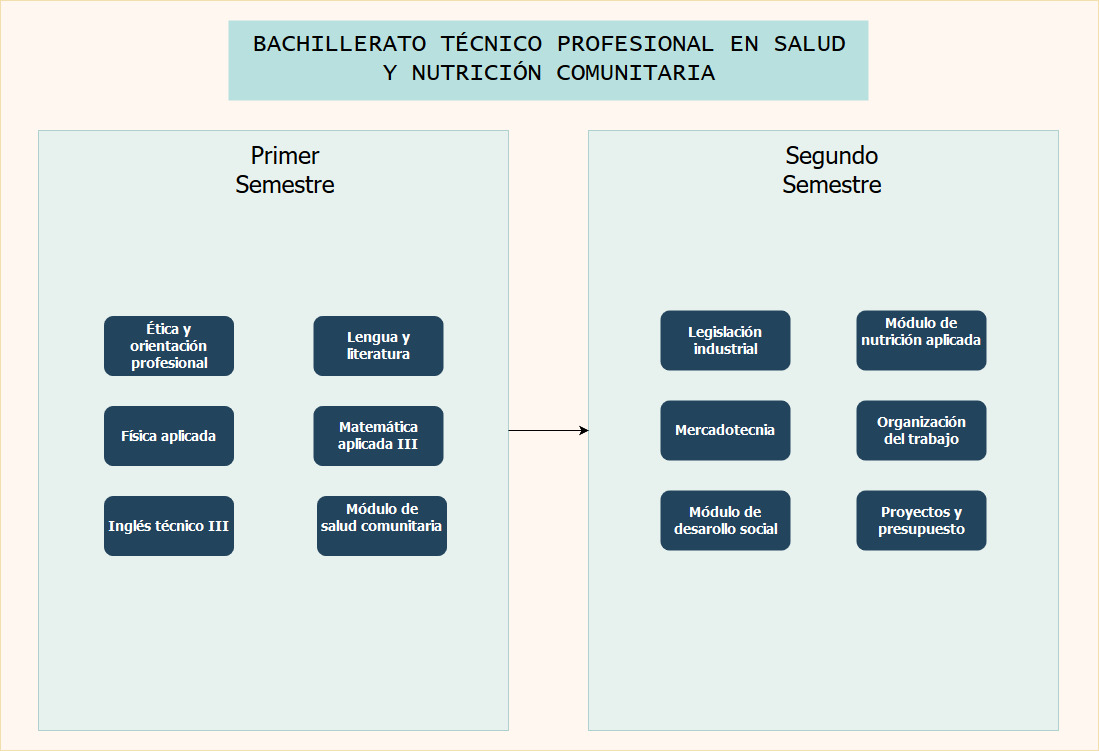 BACHILLERATO TÉCNICO PROFESIONAL EN SALUD
Y NUTRICIÓN COMUNITARIA
Primer
Semestre
Ética y
orientación
profesional
Lengua y
literatura
Física aplicada
Matemática
aplicada III
Inglés técnico III
Módulo de
salud comunitaria
Segundo
Semestre
Legislación
industrial
Módulo de
nutrición aplicada
Mercadotecnia
Organización
del trabajo
Módulo de
desarollo social
Proyectos y
presupuesto